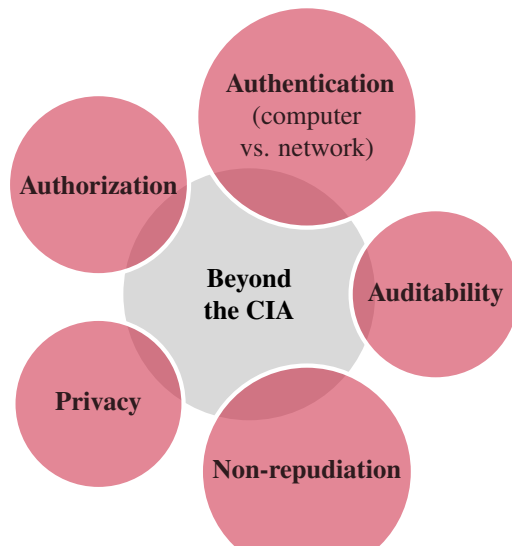 Authentication
(computer
vs. network)
Authorization
Beyond
the CIA
Auditability
Privacy
Non-repudiation